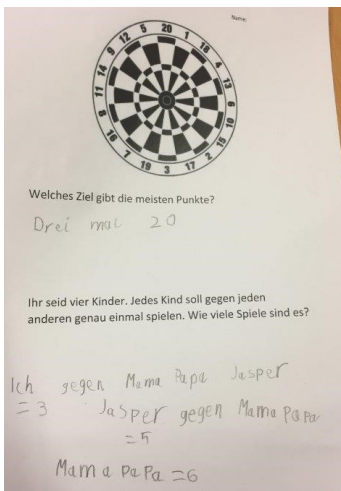 Name:
20 1 18 4 13 6 10 15 2 17 3 19 7 16 8 11 14 9 12 5
Welches Ziel gibt die meisten Punkte?
Drei mal 20
Ihr seid vier Kinder. Jedes Kind soll gegen jeden
anderen genau einmal spielen. Wie viele Spiele sind es?
Ich gegen Mama Papa Jasper
= 3 Jasper gegen Mama Papa
= 5
Mama Papa = 6